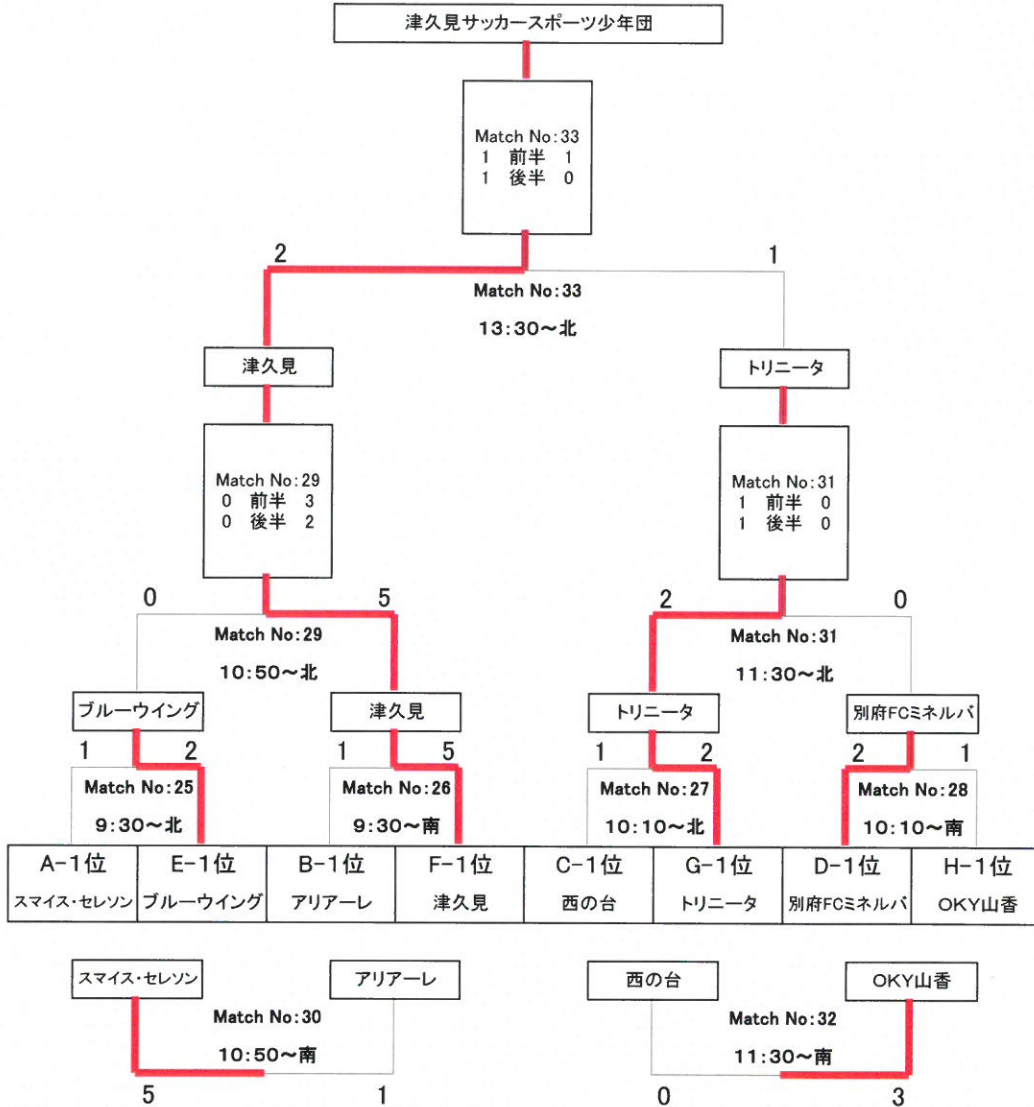 津久見サッカースポーツ少年団
Match No:33
1 前半 1
1 後半 0
2 1
Match No:33
13:30~北
津久見 トリニータ
Match No:29 Match No:31
0 前半 3 1 前半 0
0 後半 2 1 後半 0
0 5 2 0
Match No:29 Match No:31
10:50~北 11:30~北
ブルーウイング 津久見 トリニータ 別府FCミネルバ
1 2 1 5 1 2 2 1
Match No:25 Match No:26 Match No:27 Match No:28
9:30~北 9:30~南 10:10~北 10:10~南
A-1位 E-1位 B-1位 F-1位 C-1位 G-1位 D-1位 H-1位
スマイス・セレソン ブルーウイング アリアーレ 津久見 西の台 トリニータ 別府FCミネルバ OKY山香
スマイス・セレソン アリアーレ 西の台 OKY山香
Match No:30 Match No:32
10:50~南 11:30~南
5 1 0 3